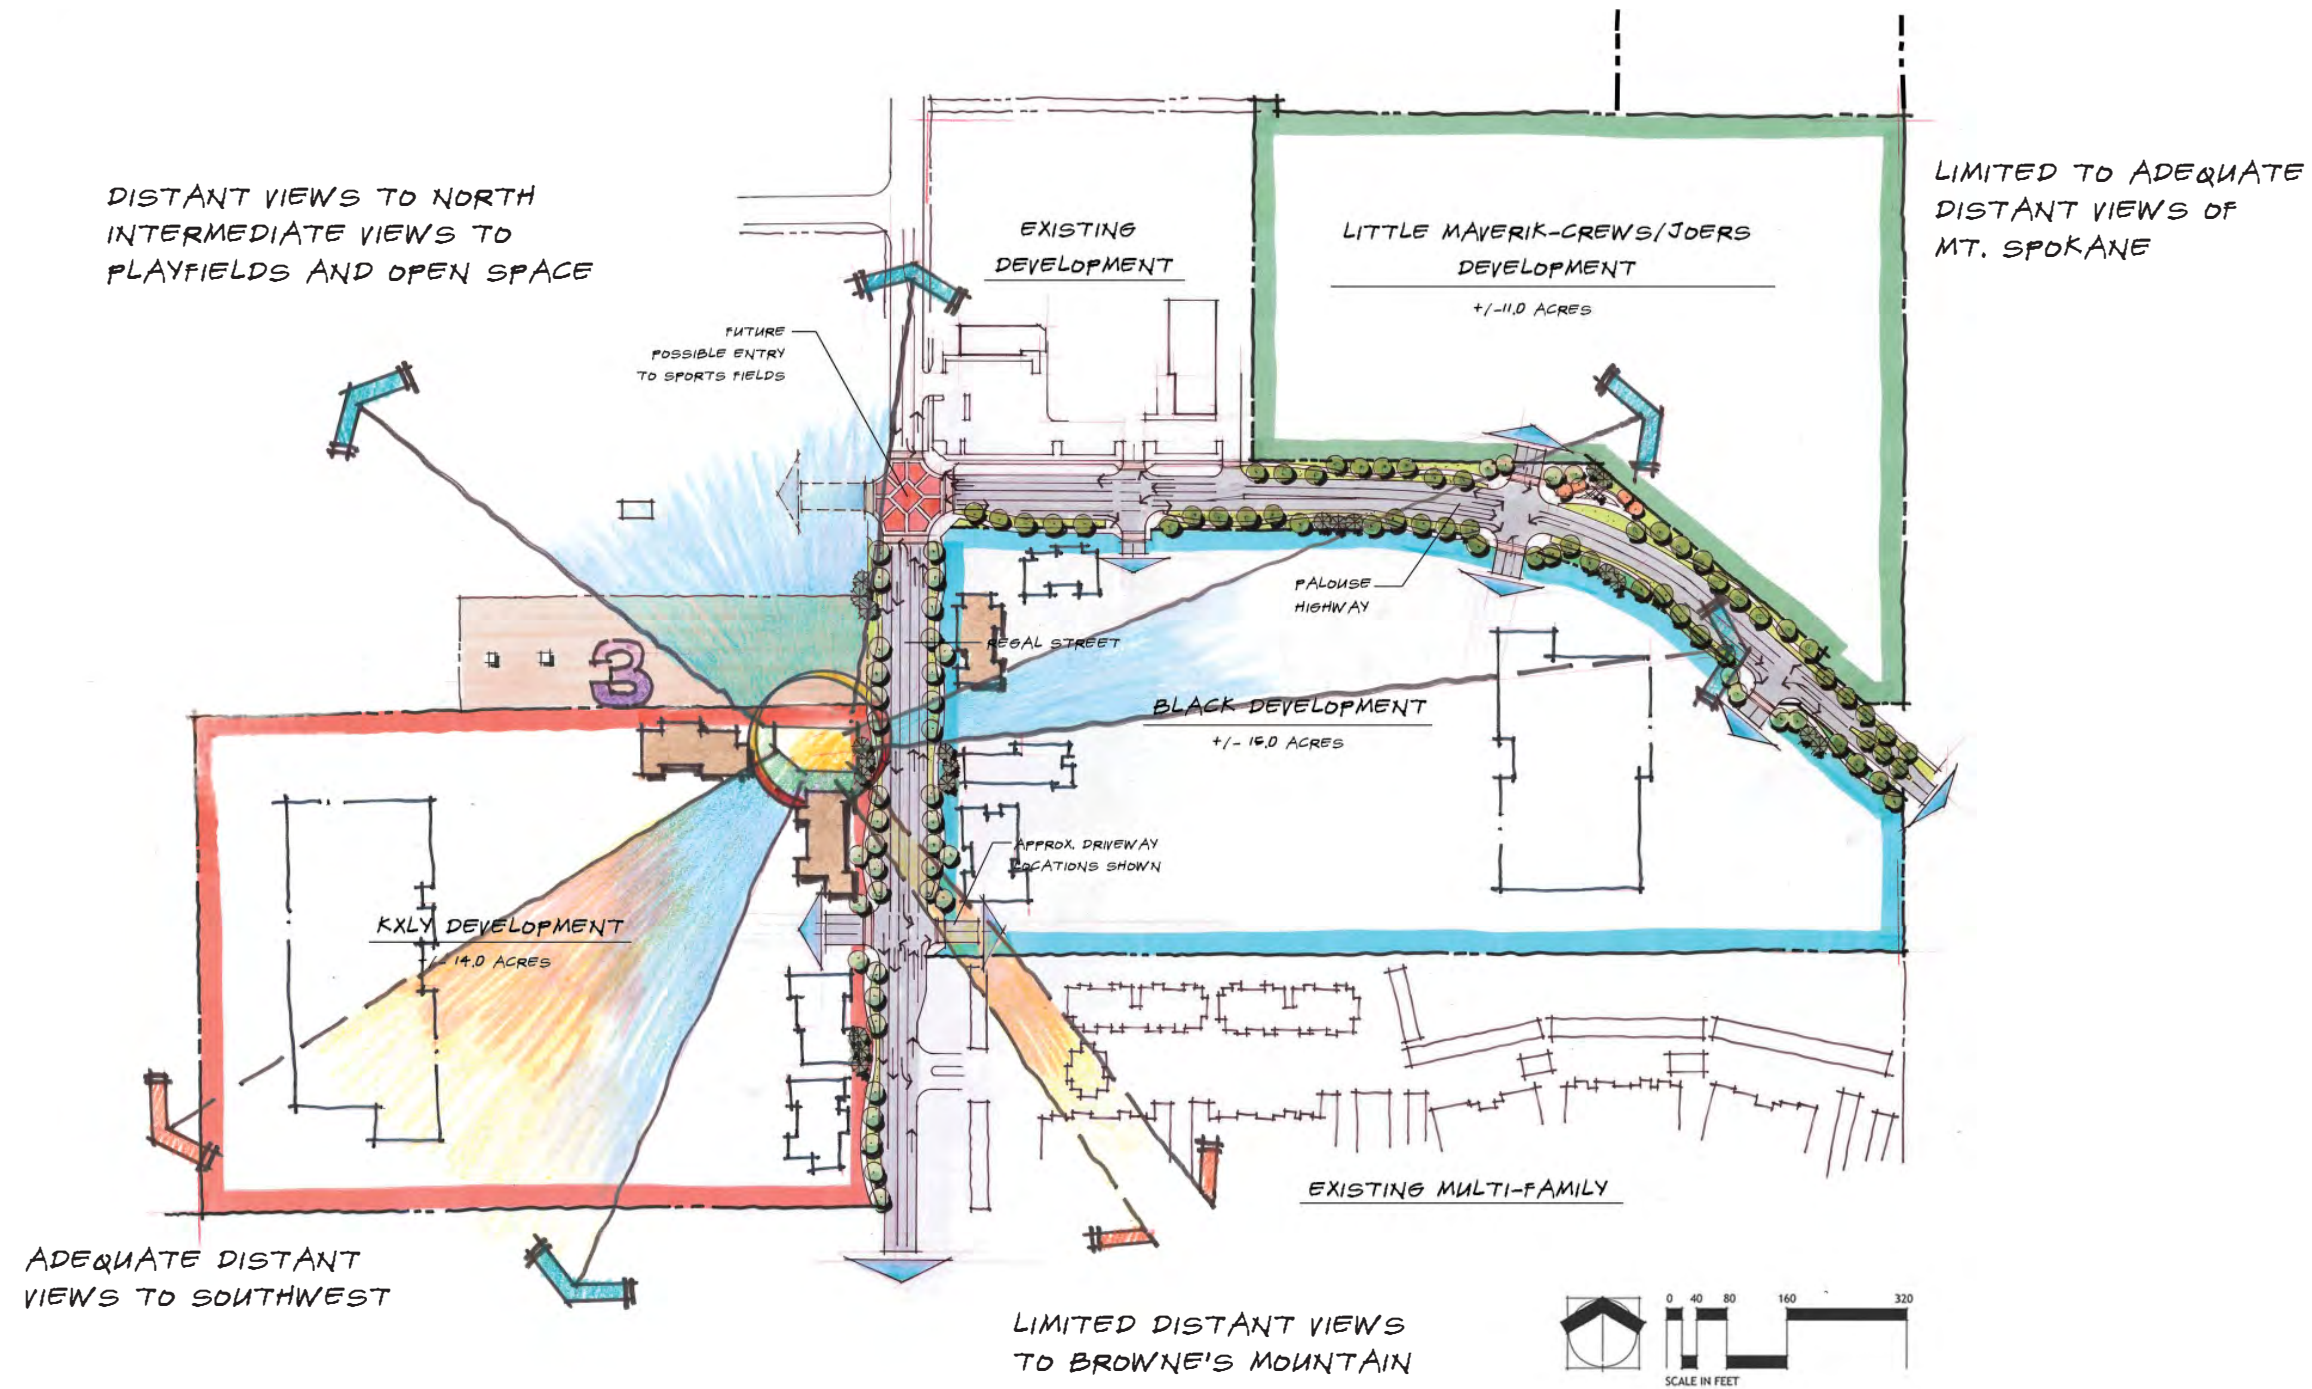 DISTANT VIEWS TO NORTH
INTERMEDIATE VIEWS TO
PLAYFIELDS AND OPEN SPACE
LIMITED TO ADEQUATE
DISTANT VIEWS OF
MT. SPOKANE
EXISTING
DEVELOPMENT
LITTLE MAVERIK-CREWS/JOERS
DEVELOPMENT
+/-11.0 ACRES
FUTURE
POSSIBLE ENTRY
TO SPORTS FIELDS
PALOUSE
HIGHWAY
REGAL STREET
3
BLACK DEVELOPMENT
+/- 15.0 ACRES
APPROX. DRIVEWAY
LOCATIONS SHOWN
KXLY DEVELOPMENT
+/- 14.0 ACRES
EXISTING MULTI-FAMILY
ADEQUATE DISTANT
VIEWS TO SOUTHWEST
LIMITED DISTANT VIEWS
TO BROWNE'S MOUNTAIN
0 40 80 160 320
SCALE IN FEET